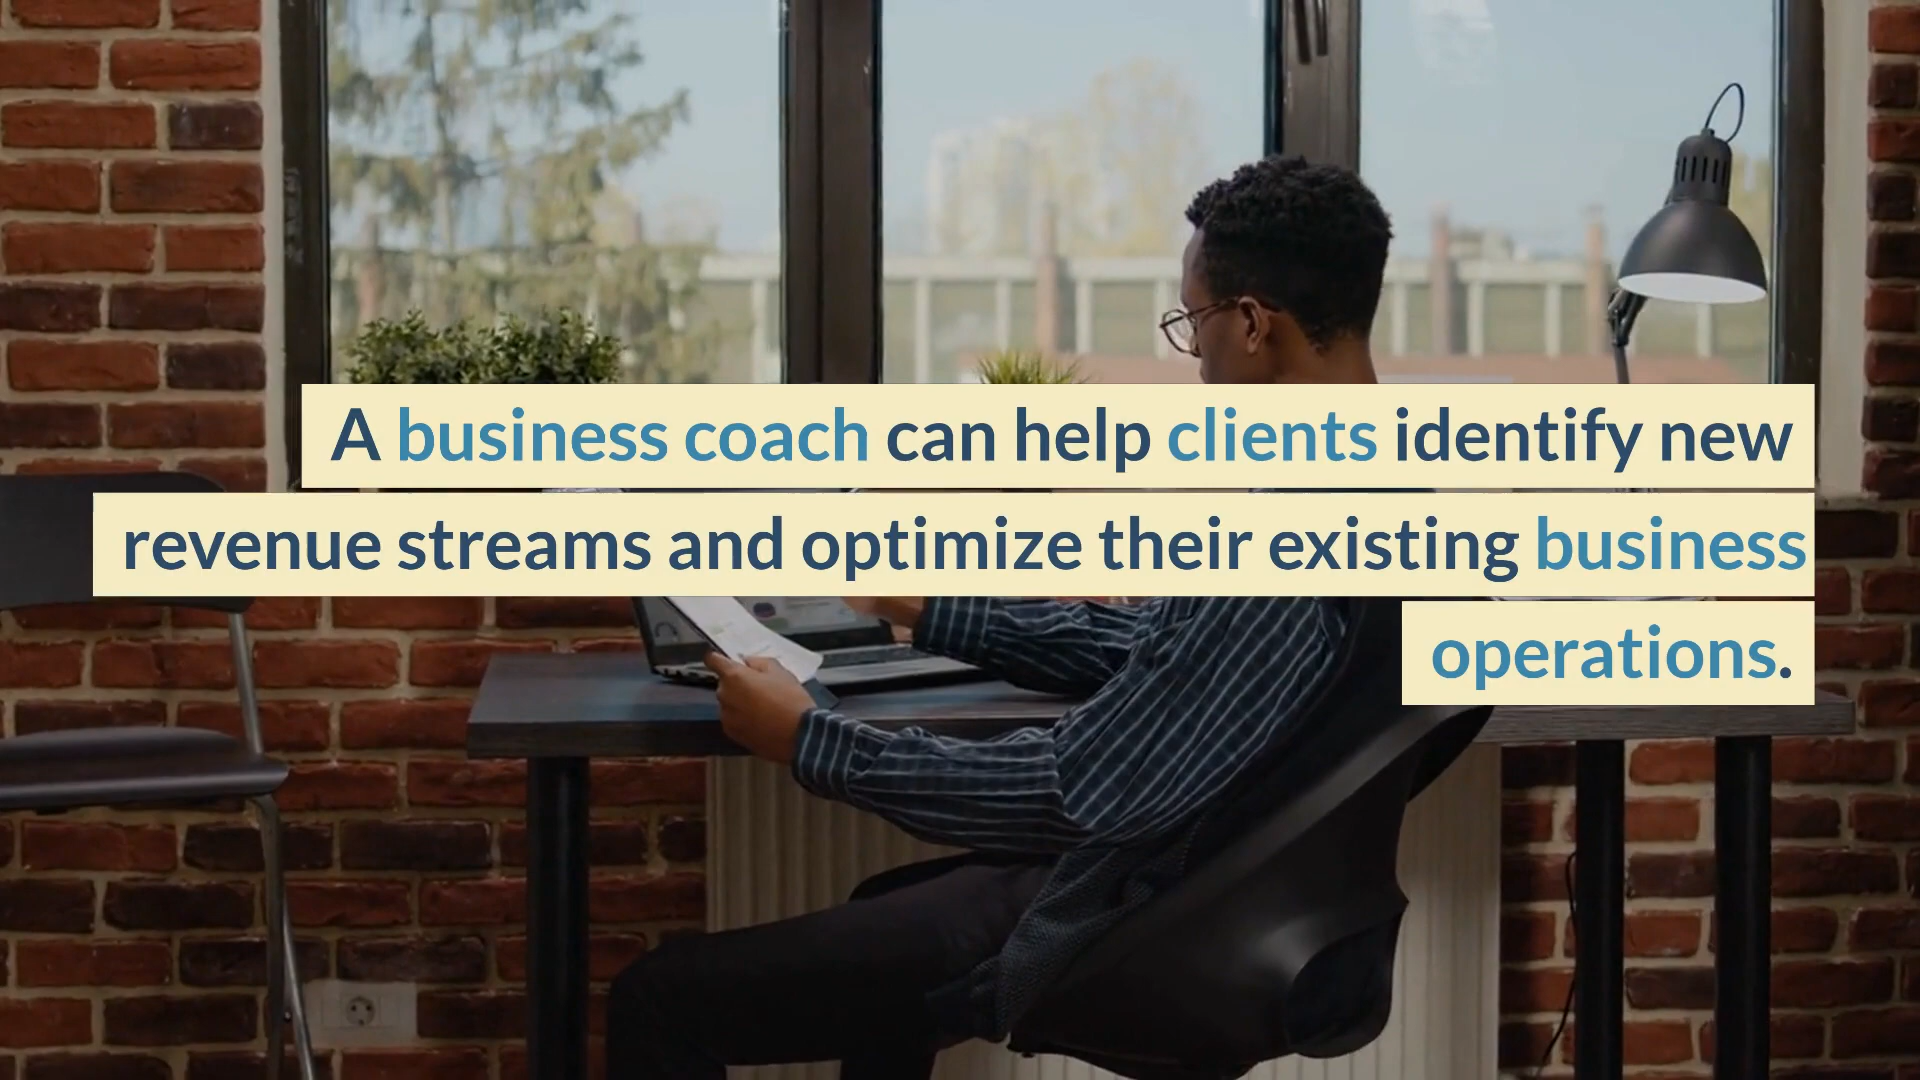 A business coach can help clients identify new
revenue streams and optimize their existing business
operations.